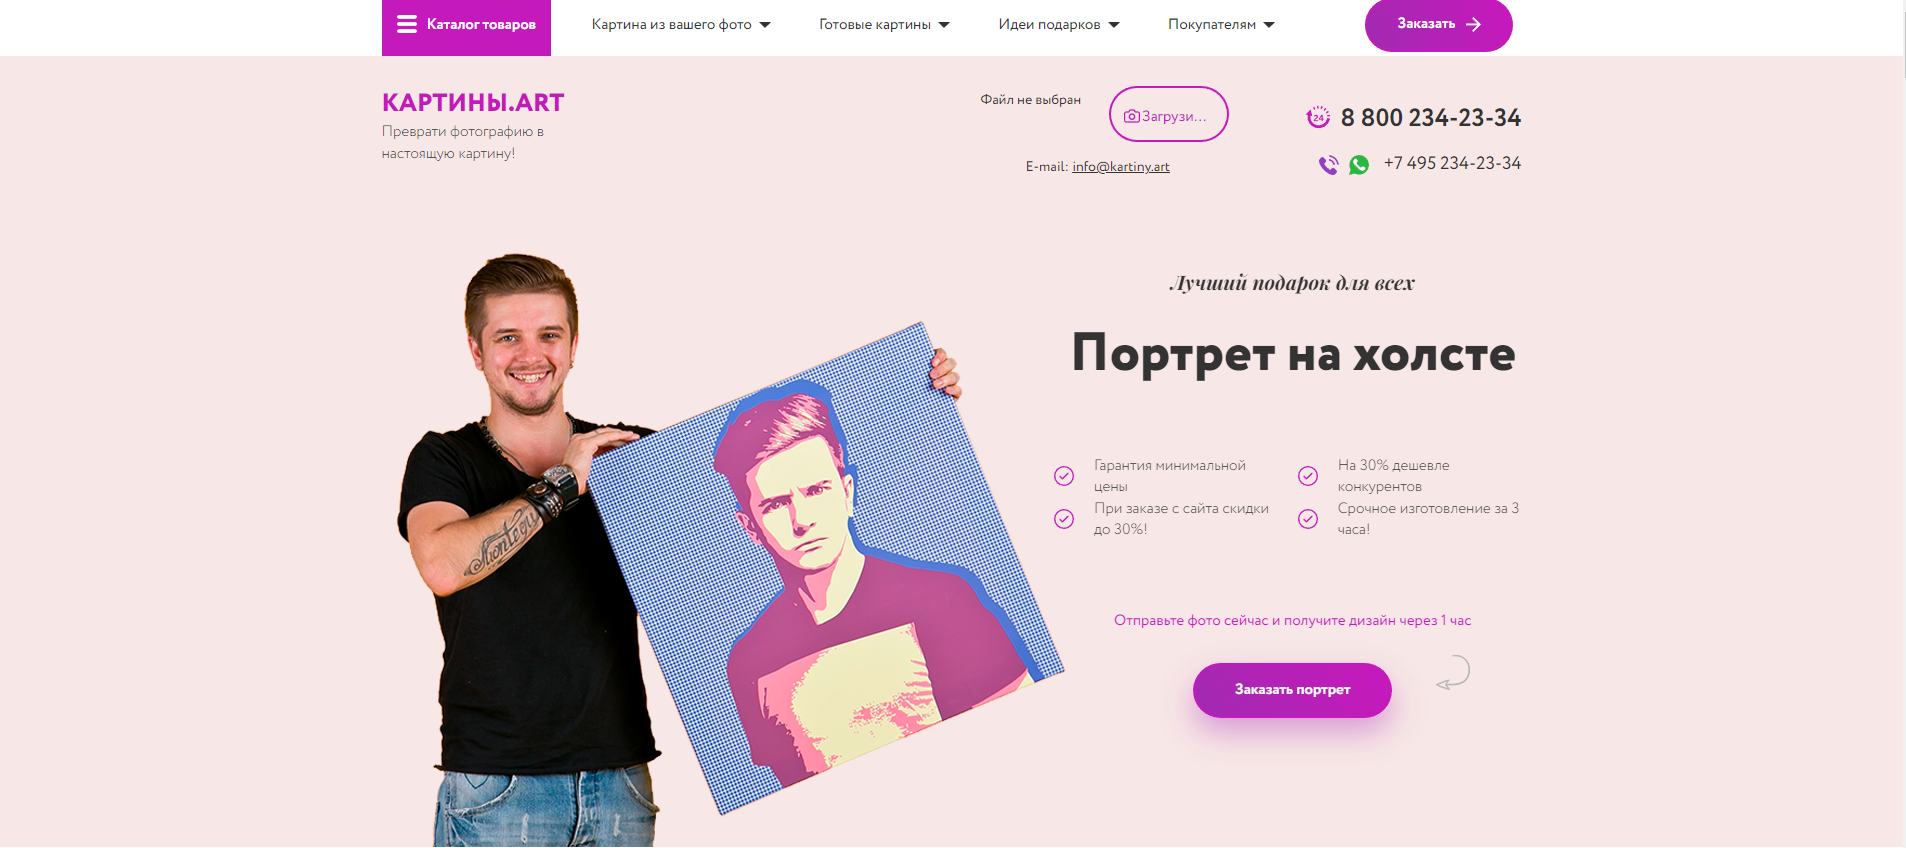 Каталог товаров
Картина из вашего фото
Готовые картины
Идеи подарков
Покупателям
Заказать
КАРТИНЫ.ART
Преврати фотографию в
настоящую картину!
Файл не выбран
Загрузи...
E-mail: info@kartiny.art
24
8 800 234-23-34
+7 495 234-23-34
Лучший подарок для всех
Портрет на холсте
Гарантия минимальной
цены
На 30% дешевле
конкурентов
При заказе с сайта скидки
до 30%!
Срочное изготовление за 3
часа!
Отправьте фото сейчас и получите дизайн через 1 час
Заказать портрет